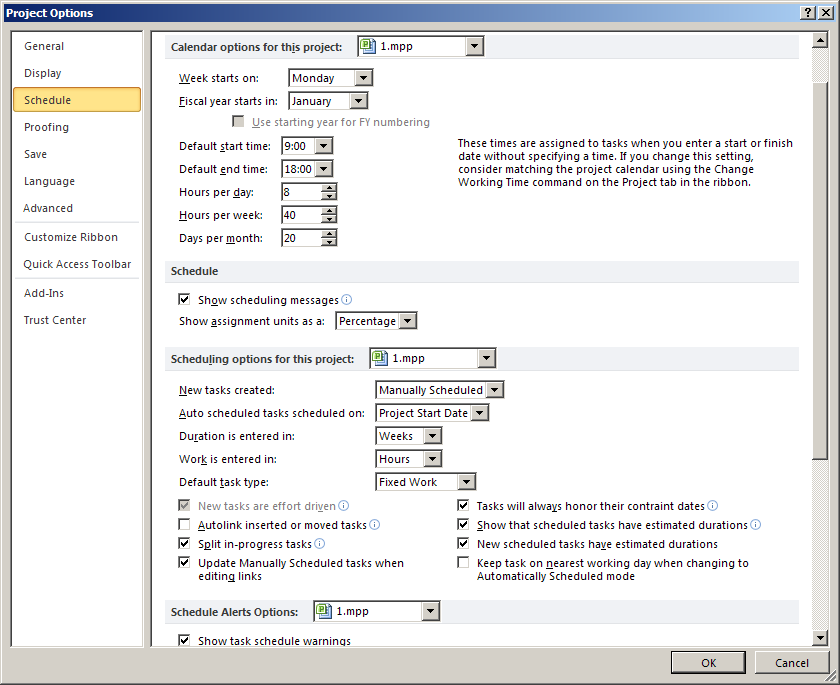 Project Options
General
Display
Schedule
Proofing
Save
Language
Advanced
Customize Ribbon
Quick Access Toolbar
Add-Ins
Trust Center
Calendar options for this project: 1.mpp
Week starts on: Monday
Fiscal year starts in: January
Use starting year for FY numbering
Default start time: 9:00
Default end time: 18:00
Hours per day: 8
Hours per week: 40
Days per month: 20
These times are assigned to tasks when you enter a start or finish
date without specifying a time. If you change this setting,
consider matching the project calendar using the Change
Working Time command on the Project tab in the ribbon.
Schedule
Show scheduling messages
Show assignment units as a: Percentage
Scheduling options for this project: 1.mpp
New tasks created: Manually Scheduled
Auto scheduled tasks scheduled on: Project Start Date
Duration is entered in: Weeks
Work is entered in: Hours
Default task type: Fixed Work
New tasks are effort driven
Autolink inserted or moved tasks
Split in-progress tasks
Update Manually Scheduled tasks when
editing links
Tasks will always honor their contraint dates
Show that scheduled tasks have estimated durations
New scheduled tasks have estimated durations
Keep task on nearest working day when changing to
Automatically Scheduled mode
Schedule Alerts Options: 1.mpp
Show task schedule warnings
OK
Cancel